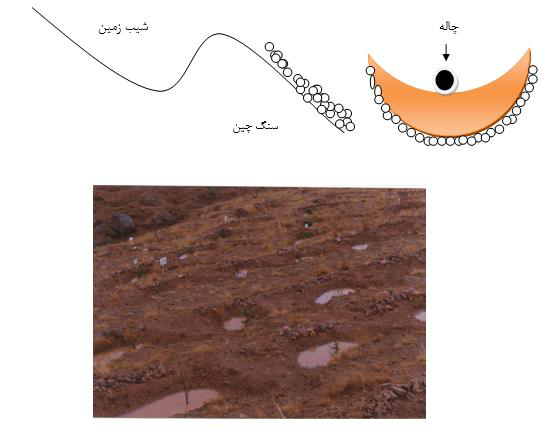 شیب زمین
چاله
سنگ چین